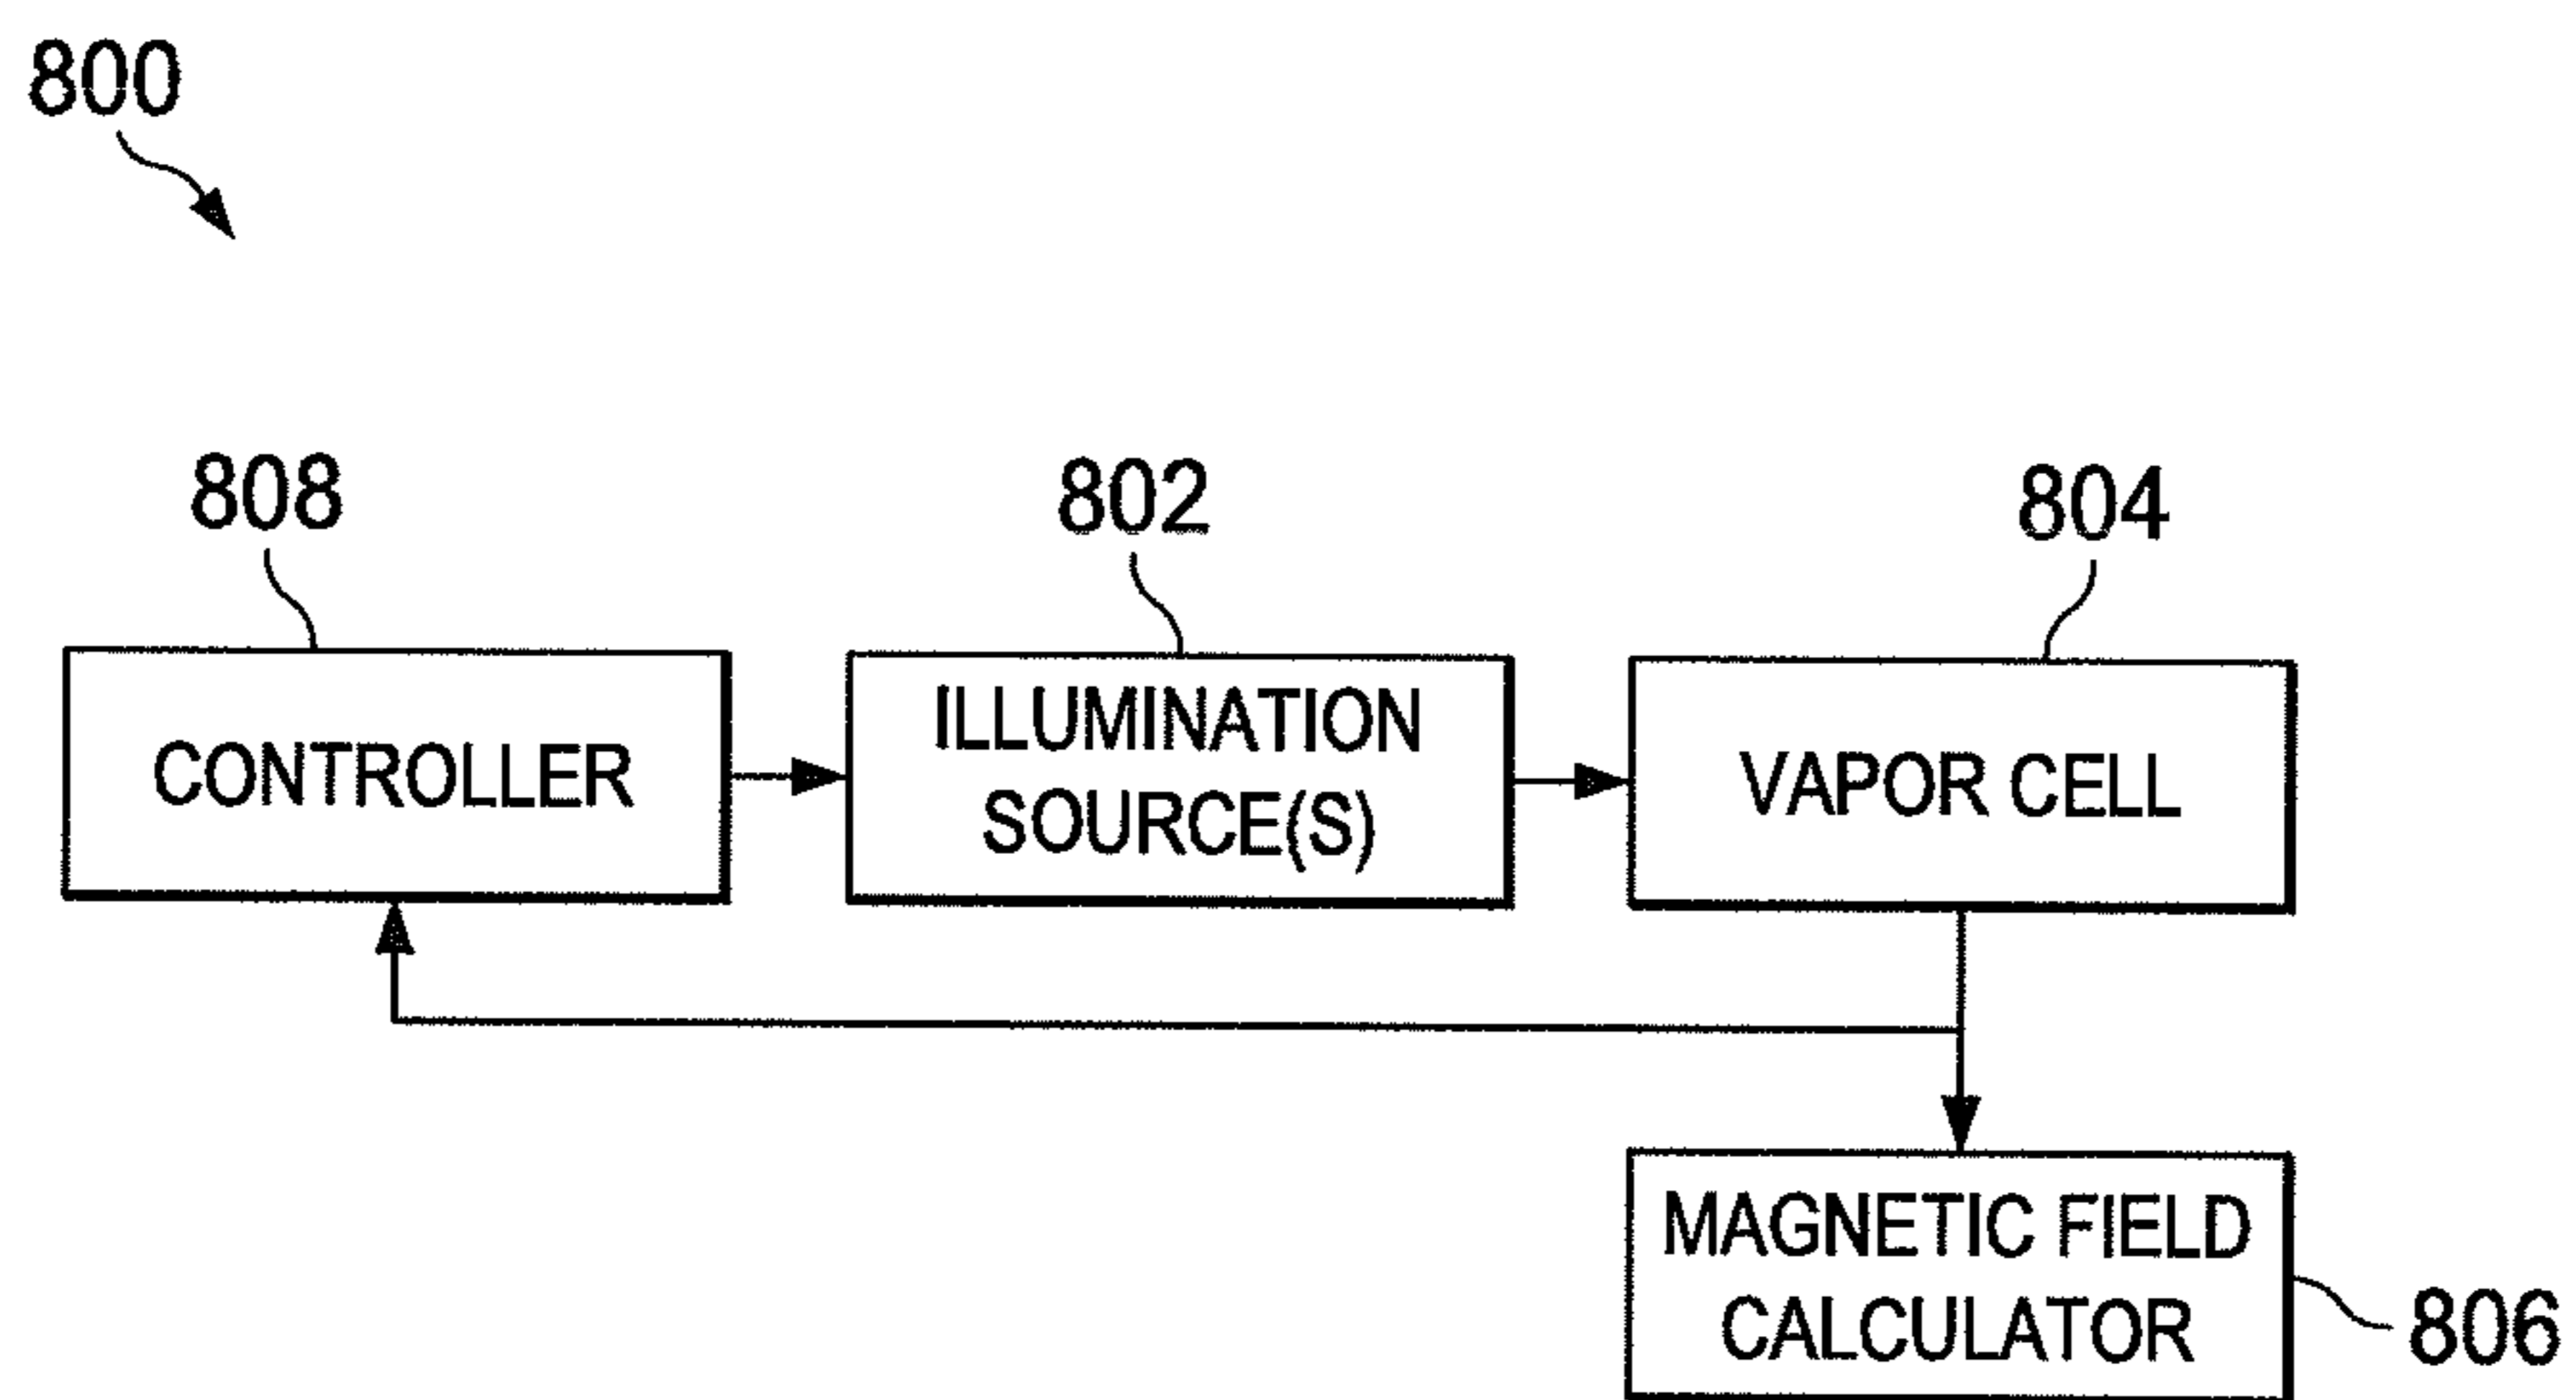 800
808
802
804
CONTROLLER
ILLUMINATION
SOURCE(S)
VAPOR CELL
MAGNETIC FIELD
CALCULATOR
806